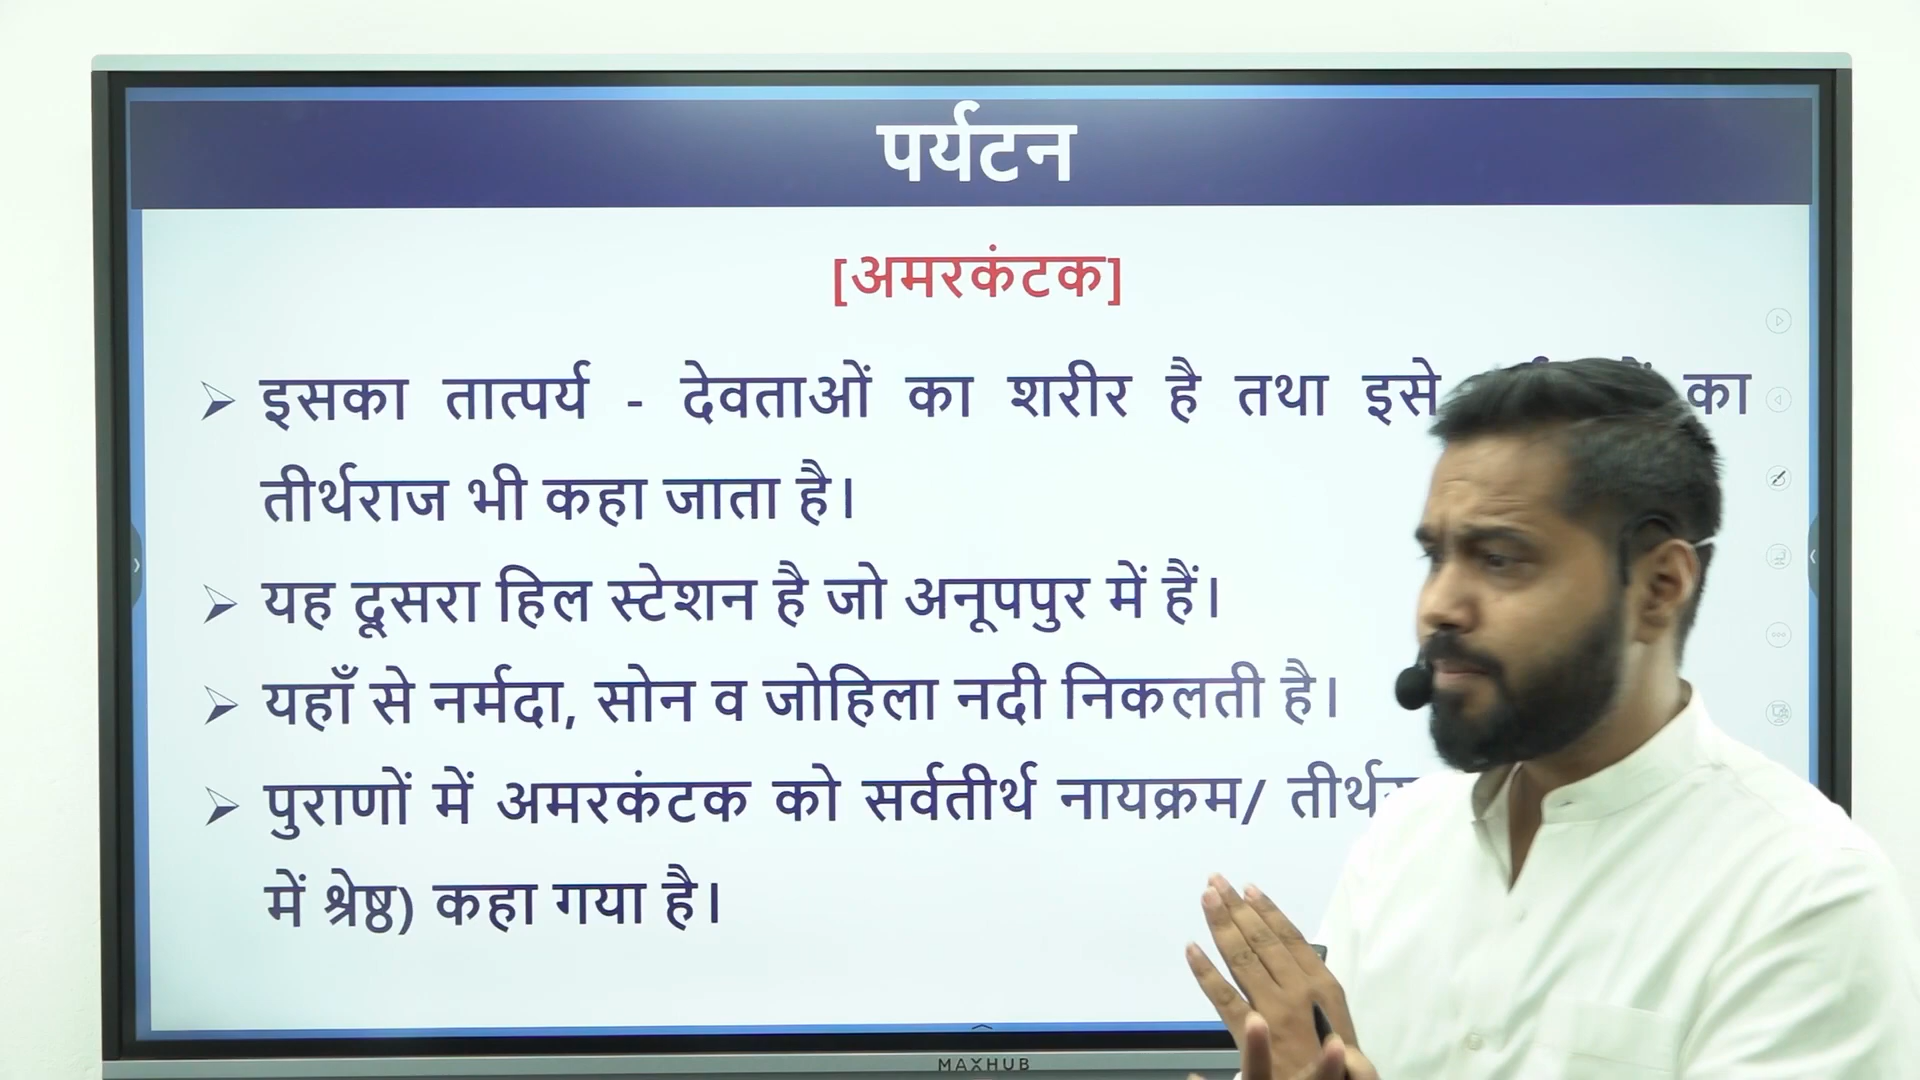 पर्यटन
[अमरकंटक]
इसका तात्पर्य - देवताओं का शरीर है तथा इसे का
तीर्थराज भी कहा जाता है।
यह दूसरा हिल स्टेशन है जो अनूपपुर में हैं।
यहाँ से नर्मदा, सोन व जोहिला नदी निकलती है।
पुराणों में अमरकंटक को सर्वतीर्थ नायक्रम/
में श्रेष्ठ) कहा गया है।
MAXHUB